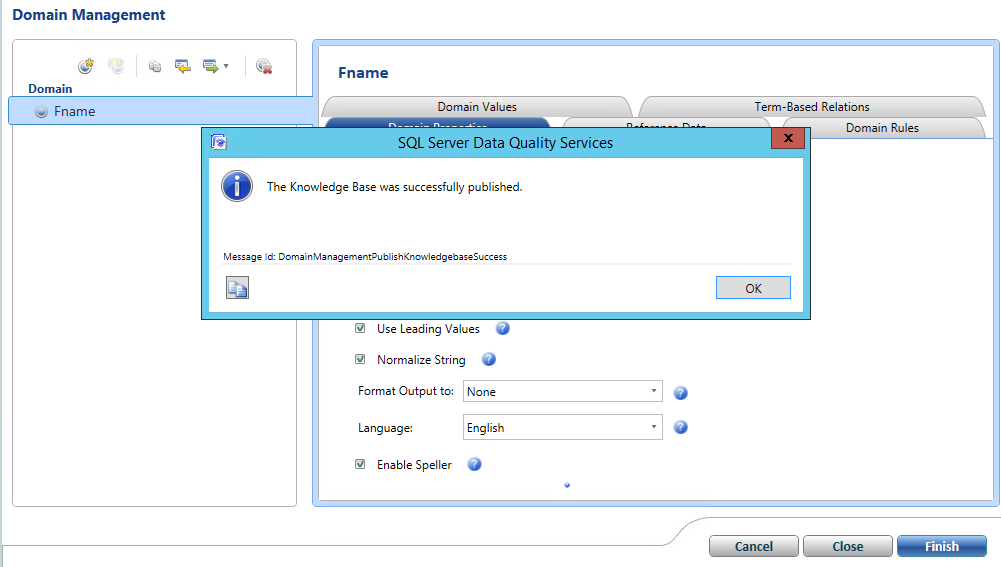 Domain Management
Domain
Fname
Fname
Domain Values
Term-Based Relations
Domain Properties
Reference Data
Domain Rules
SQL Server Data Quality Services
x
The Knowledge Base was successfully published.
Message Id: DomainManagementPublishKnowledgebaseSuccess
OK
Use Leading Values
Normalize String
Format Output to: None
Language: English
Enable Speller
Cancel Close Finish